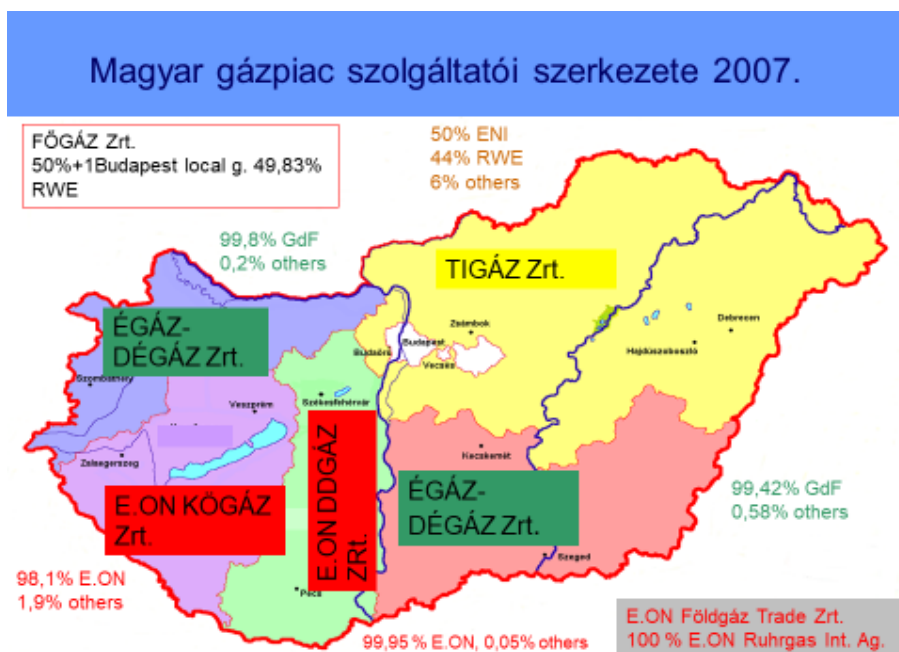 Magyar gázpiac szolgáltatói szerkezete 2007.
FŐGÁZ Zrt.
50%+1Budapest local g. 49,83%
RWE
50% ENI
44% RWE
6% others
99,8% GdF
0,2% others
TIGÁZ Zrt.
ÉGÁZ-
DÉGÁZ Zrt.
Zsámbok
Debrecen
Budapest
Budaörs
Vecsés
Hajdúszoboszló
Szombathely
Székesfehérvár
Veszprém
Kecskemét
Zalaegerszeg
E.ON KÖGÁZ
Zrt.
E.ON DDGÁZ
ZRt.
ÉGÁZ-
DÉGÁZ Zrt.
99,42% GdF
0,58% others
Szeged
Pécs
98,1% E.ON
1,9% others
99,95 % E.ON, 0,05% others
E.ON Földgáz Trade Zrt.
100 % E.ON Ruhrgas Int. Ag.